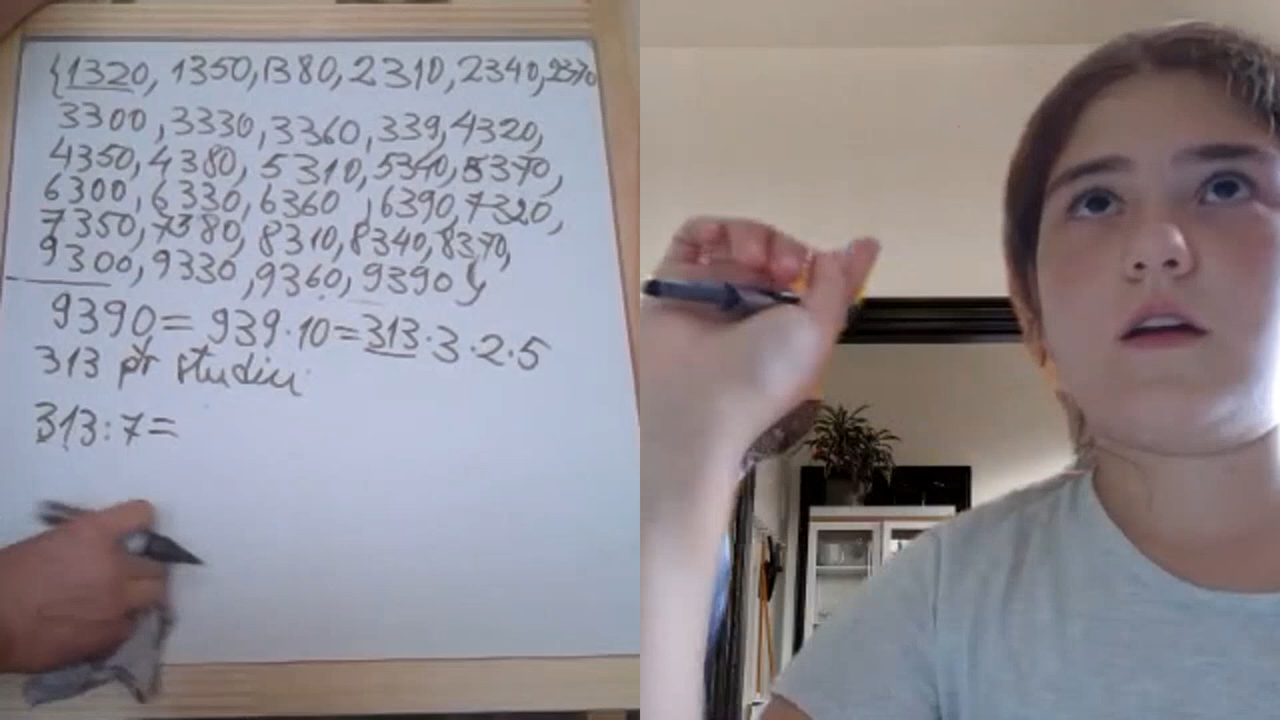 {1320, 1350, 1380, 2310, 2340, 2370
3300, 3330, 3360, 339, 4320,
4350, 4380, 5310, 5340, 5370,
6300, 6330, 6360, 6390, 7320,
7350, 7380, 8310, 8340, 8370,
9300, 9330, 9360, 9390}
9390 = 939·10 = 313·3·2·5
313
313:7=